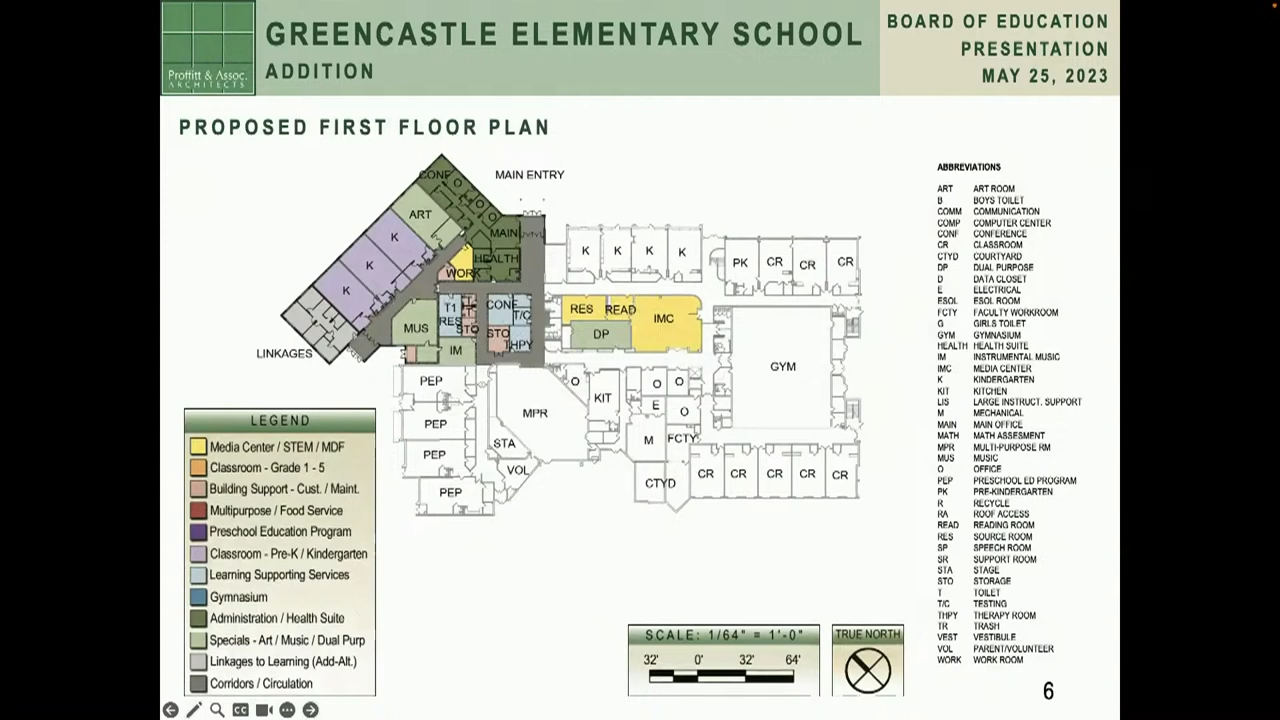 Proffitt & Assoc.
ARCHITECTS
GREENCASTLE ELEMENTARY SCHOOL
ADDITION
BOARD OF EDUCATION
PRESENTATION
MAY 25, 2023
PROPOSED FIRST FLOOR PLAN
CONF
O
MAIN ENTRY
ART
O
O
K
MAIN
K
HEALTH
WORK
K
K K K K
PK CR CR CR
LINKAGES
MUS
T1
RES
STO
CONF
T/C
STO
THPY
IM
RES READ IMC
DP
GYM
PEP
PEP
PEP
PEP
MPR
STA
VOL
O
KIT
O O
E O
M FCTY
CTYD
CR CR CR CR CR
LEGEND
Media Center / STEM / MDF
Classroom - Grade 1 - 5
Building Support - Cust. / Maint.
Multipurpose / Food Service
Preschool Education Program
Classroom - Pre-K / Kindergarten
Learning Supporting Services
Gymnasium
Administration / Health Suite
Specials - Art / Music / Dual Purp
Linkages to Learning (Add-Alt.)
Corridors / Circulation
SCALE: 1/64" = 1'-0"
32' 0' 32' 64'
TRUE NORTH
ABBREVIATIONS
ART ART ROOM
B BOYS TOILET
COMM COMMUNICATION
COMP COMPUTER CENTER
CONF CONFERENCE
CR CLASSROOM
CTYD COURTYARD
DP DUAL PURPOSE
D DATA CLOSET
E ELECTRICAL
ESOL ESOL ROOM
FCTY FACULTY WORKROOM
G GIRLS TOILET
GYM GYMNASIUM
HEALTH HEALTH SUITE
IM INSTRUMENTAL MUSIC
IMC MEDIA CENTER
K KINDERGARTEN
KIT KITCHEN
LIS LARGE INSTRUCT. SUPPORT
M MECHANICAL
MAIN MAIN OFFICE
MATH MATH ASSESMENT
MPR MULTI-PURPOSE RM
MUS MUSIC
O OFFICE
PEP PRESCHOOL ED PROGRAM
PK PRE-KINDERGARTEN
R RECYCLE
RA ROOF ACCESS
READ READING ROOM
RES SOURCE ROOM
SP SPEECH ROOM
SR SUPPORT ROOM
STA STAGE
STO STORAGE
T TOILET
T/C TESTING
THPY THERAPY ROOM
TR TRASH
VEST VESTIBULE
VOL PARENT/VOLUNTEER
WORK WORK ROOM
6
CC